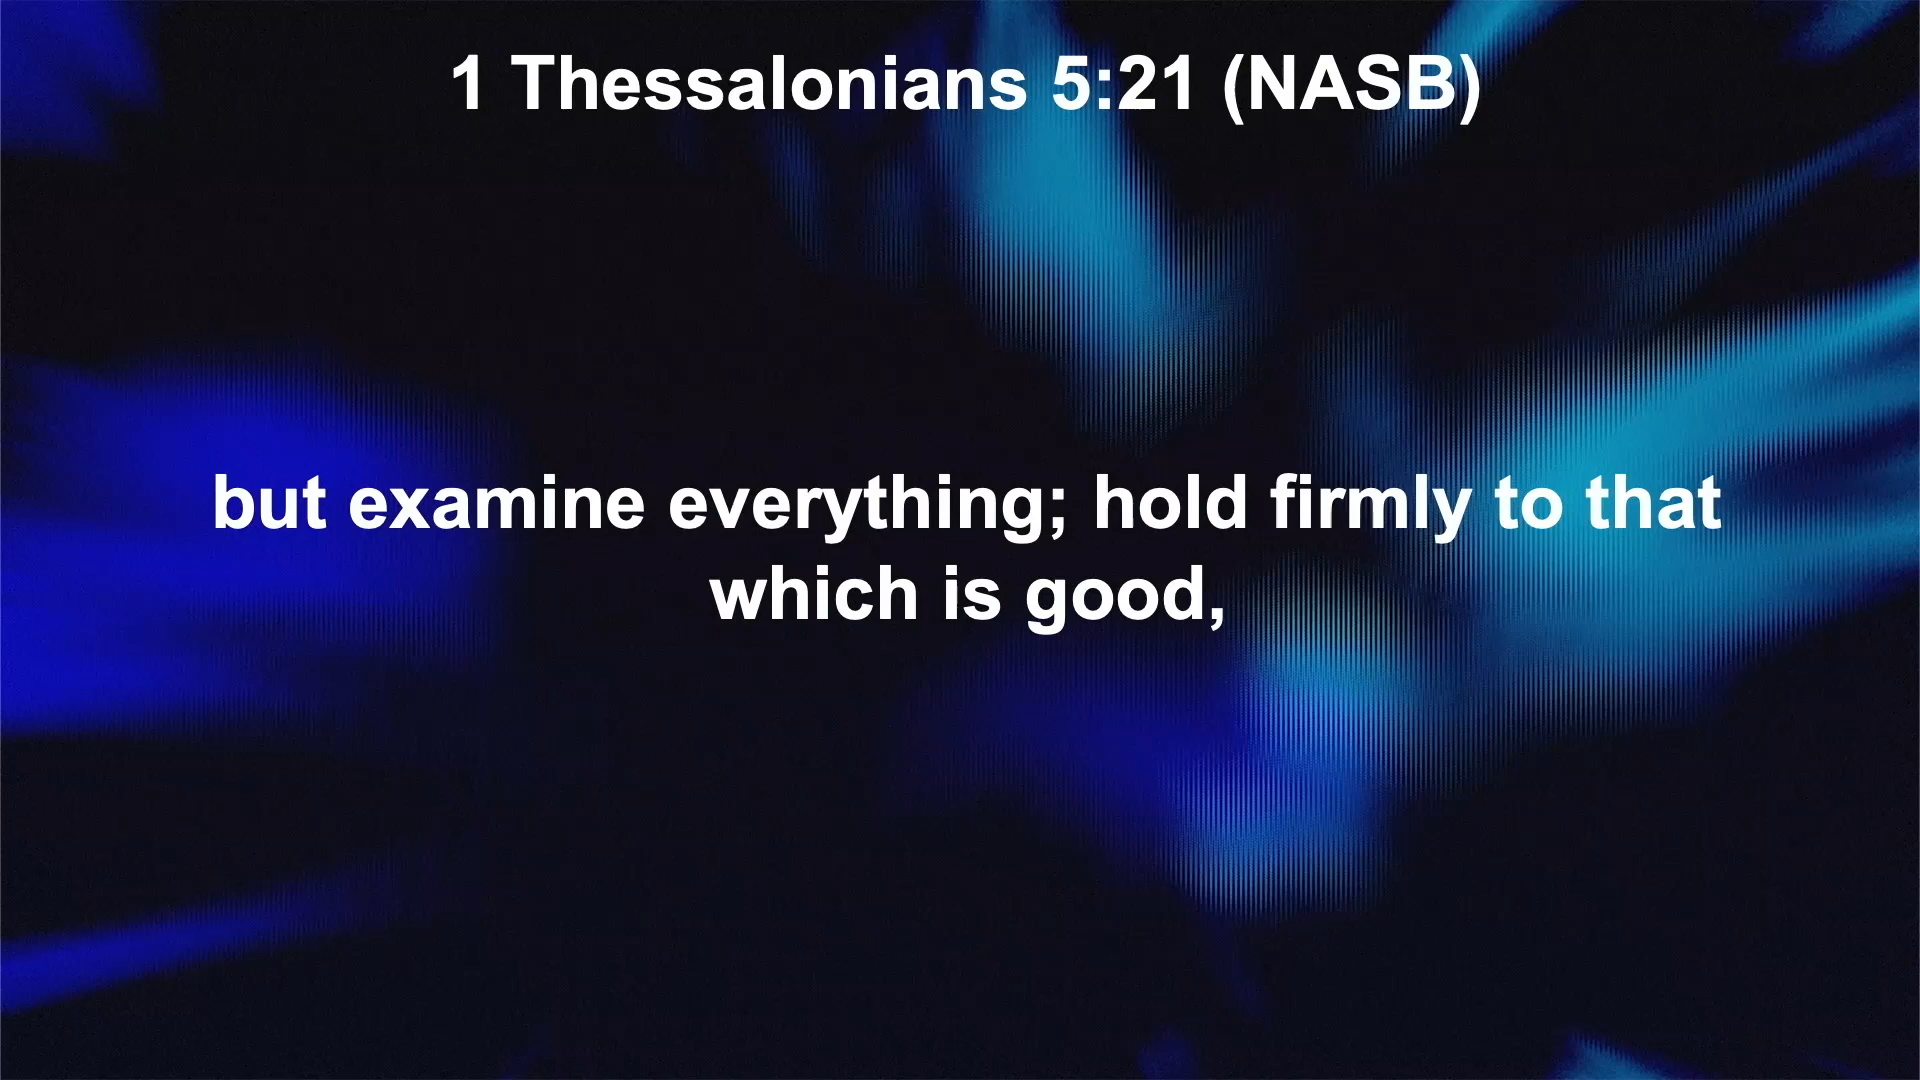 1 Thessalonians 5:21 (NASB)
but examine everything; hold firmly to that
which is good,